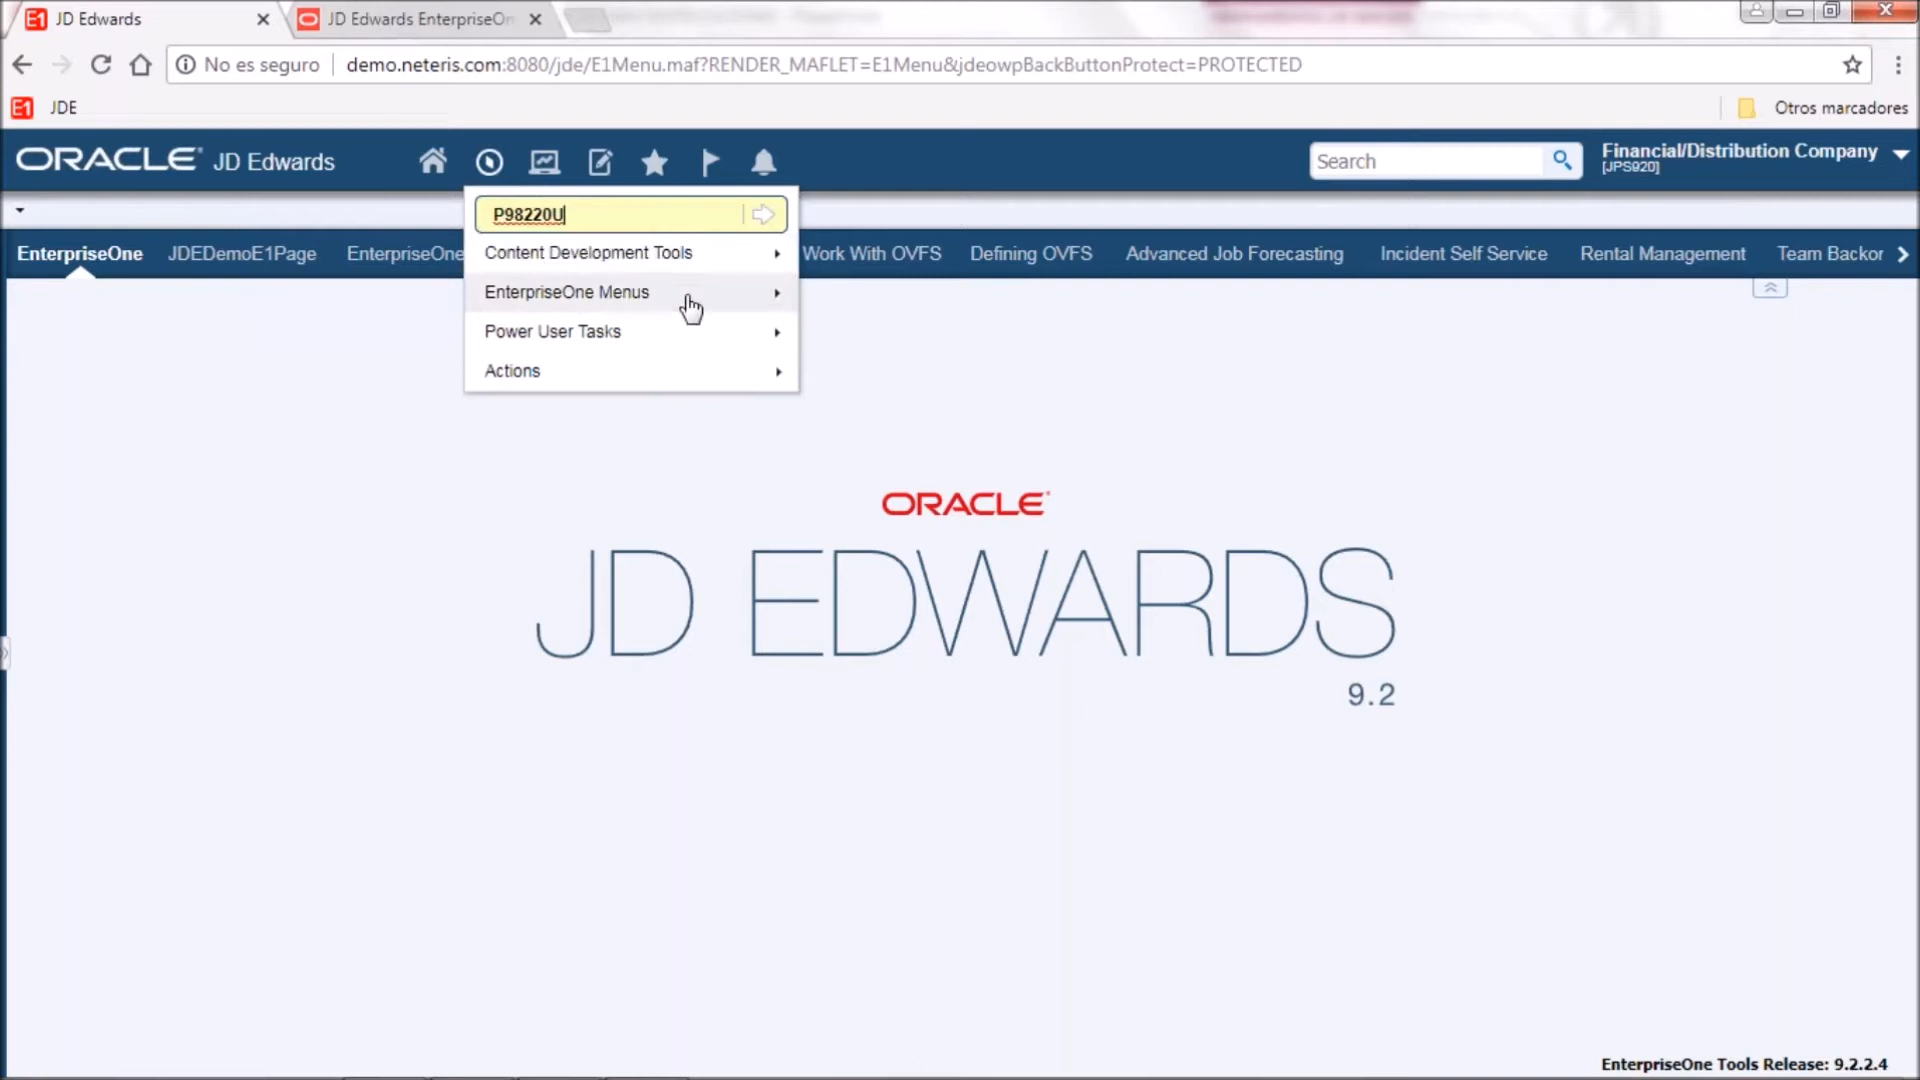 JD Edwards
JD Edwards EnterpriseOn
No es seguro
demo.neteris.com:8080/jde/E1Menu.maf?RENDER_MAFLET=E1Menu&jdeowpBackButtonProtect=PROTECTED
E1 JDE
Otros marcadores
ORACLE JD Edwards
Search
Financial/Distribution Company
[JPS920]
P98220U
Content Development Tools
EnterpriseOne Menus
Power User Tasks
Actions
EnterpriseOne JDEDemoE1Page EnterpriseOne Work With OVFS Defining OVFS Advanced Job Forecasting Incident Self Service Rental Management Team Backor
ORACLE
JD EDWARDS
9.2
EnterpriseOne Tools Release: 9.2.2.4